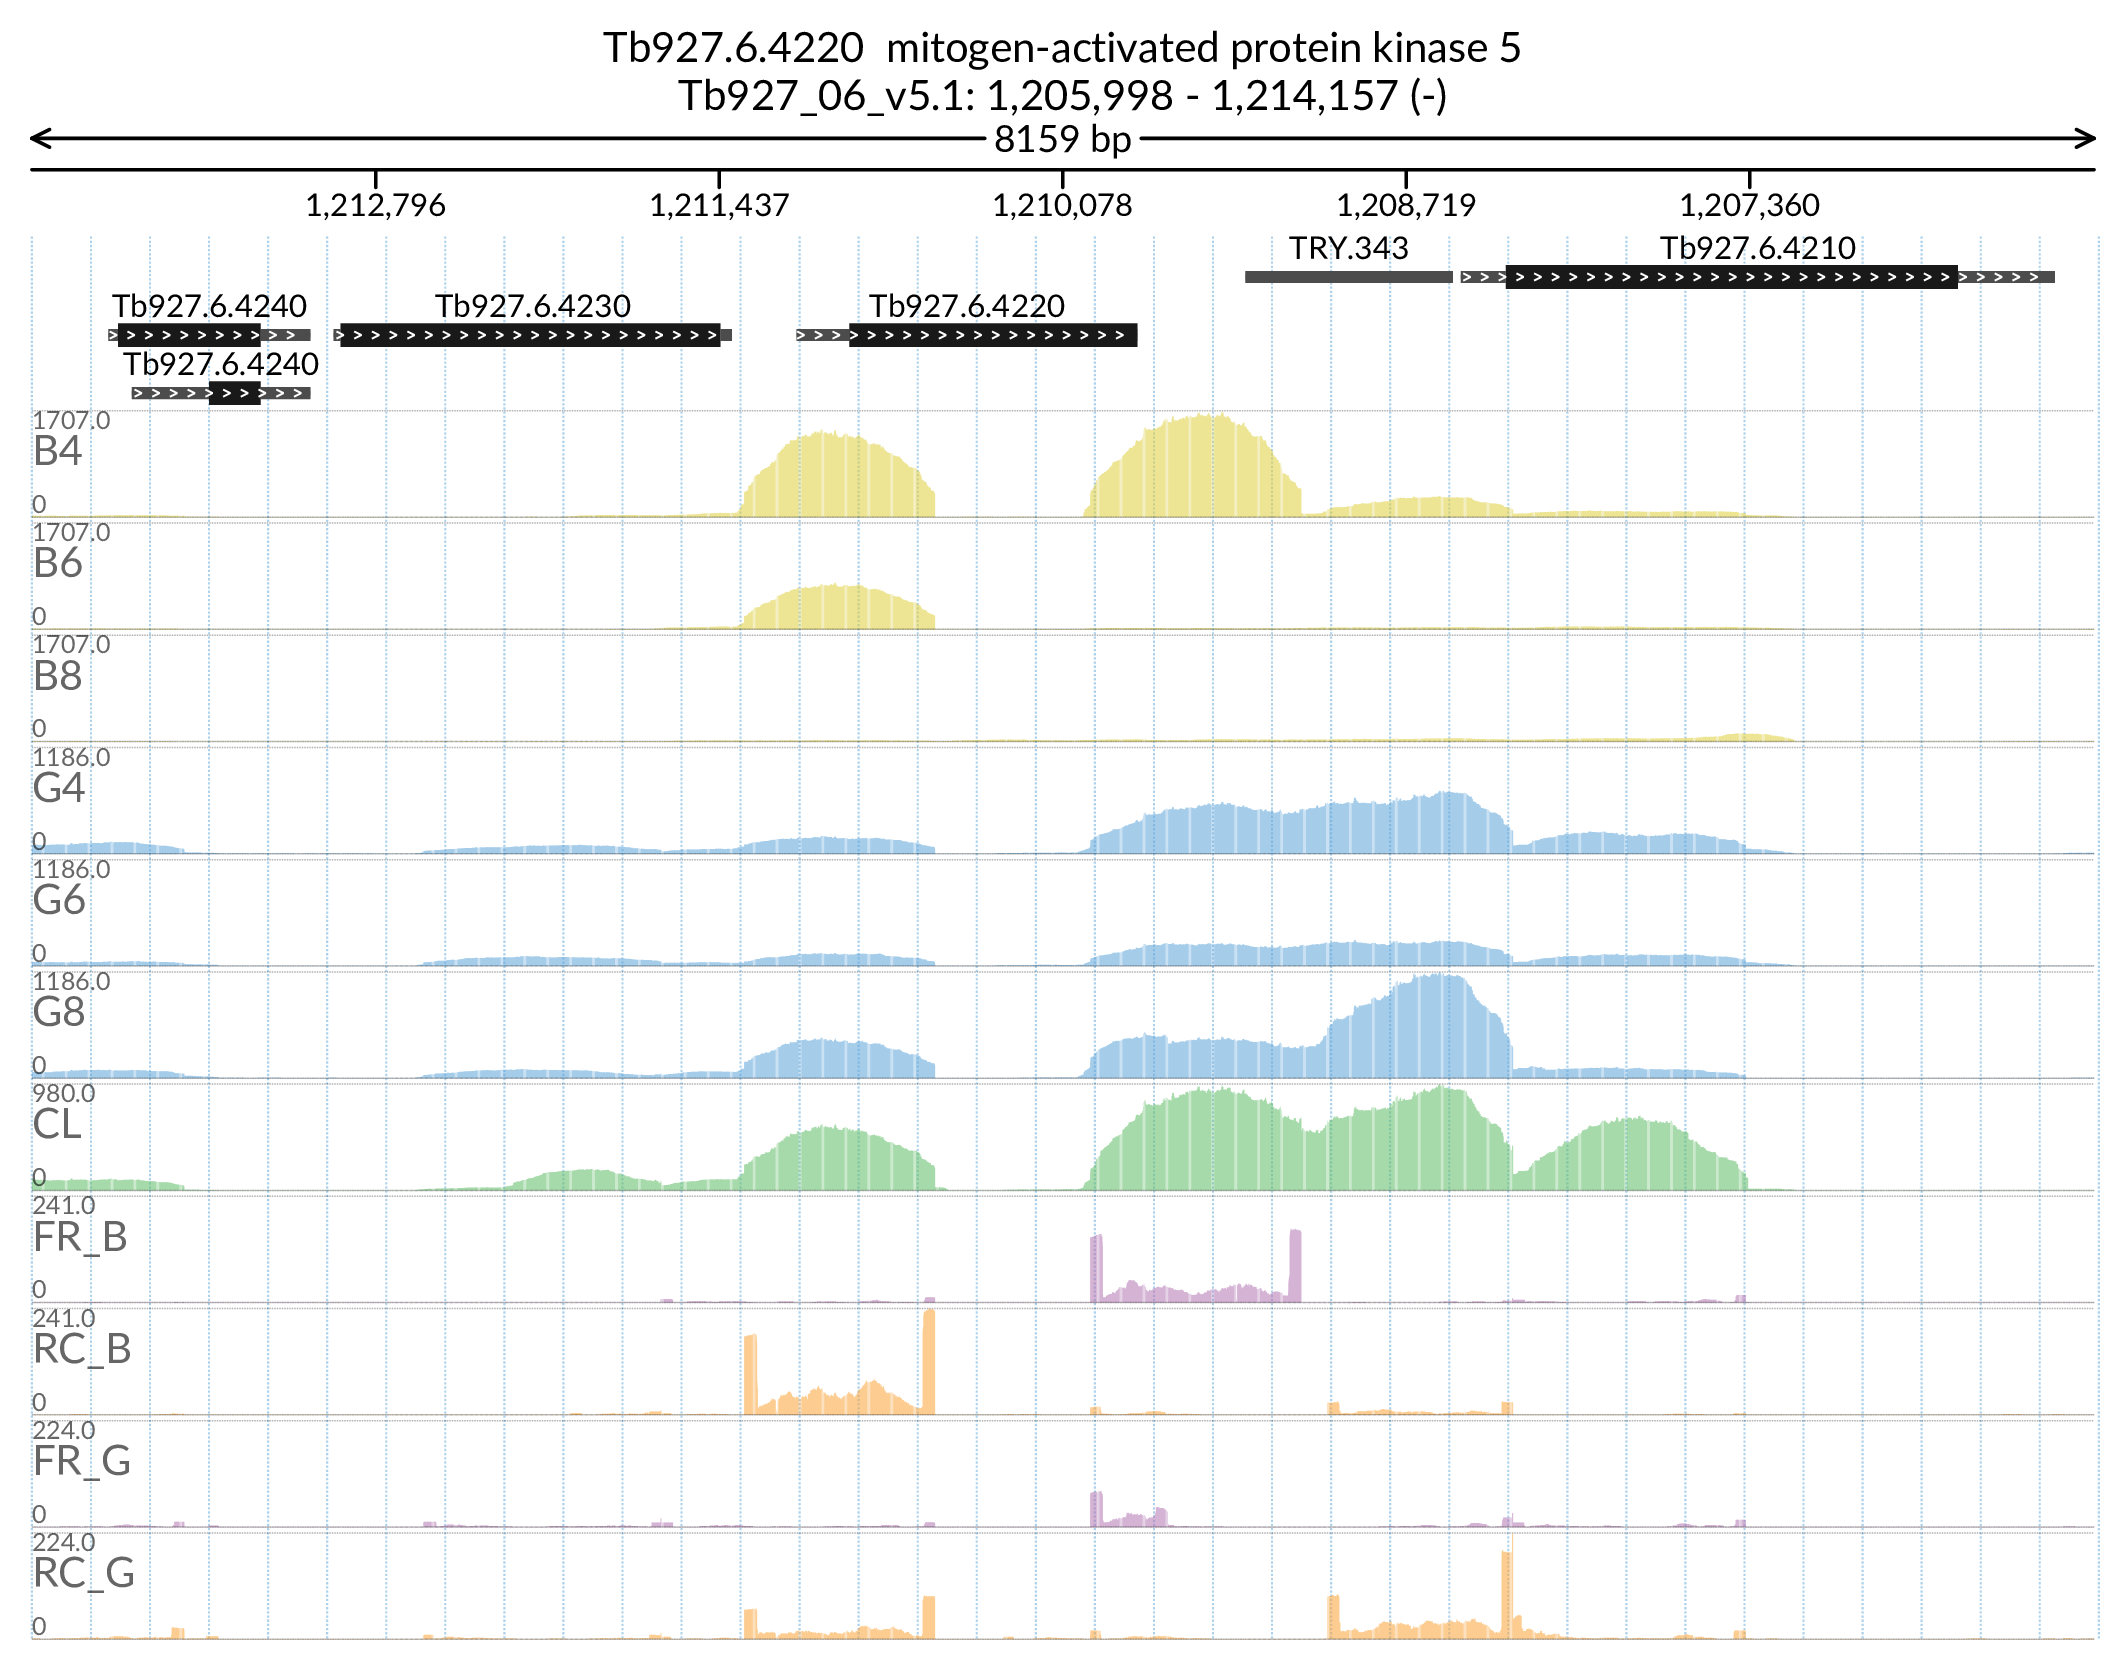 Tb927.6.4220  mitogen-activated protein kinase 5
Tb927_06_v5.1: 1,205,998 - 1,214,157 (-)
8159 bp
1,212,796 1,211,437 1,210,078 1,208,719 1,207,360
TRY.343 Tb927.6.4210
Tb927.6.4240 Tb927.6.4230 Tb927.6.4220
Tb927.6.4240
1707.0
B4
0
1707.0
B6
0
1707.0
B8
0
1186.0
G4
0
1186.0
G6
0
1186.0
G8
0
980.0
CL
0
241.0
FR_B
0
241.0
RC_B
0
224.0
FR_G
0
224.0
RC_G
0